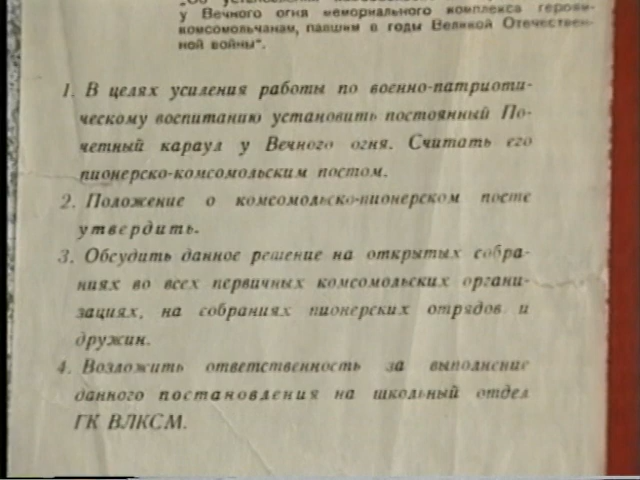 „Об установлении
у Вечного огня мемориального комплекса героям-
комсомольчанам, павшим в годы Великой Отечествен-
ной войны".
1. В целях усиления работы по военно-патриоти-
ческому воспитанию установить постоянный По-
четный караул у Вечного огня. Считать его
пионерско-комсомольским постом.
2. Положение о комсомольско-пионерском посте
утвердить.
3. Обсудить данное решение на открытых собра-
ниях во всех первичных комсомольских органи-
зациях, на собраниях пионерских отрядов и
дружин.
4. Возложить ответственность за выполнение
данного постановления на школьный отдел
ГК ВЛКСМ.